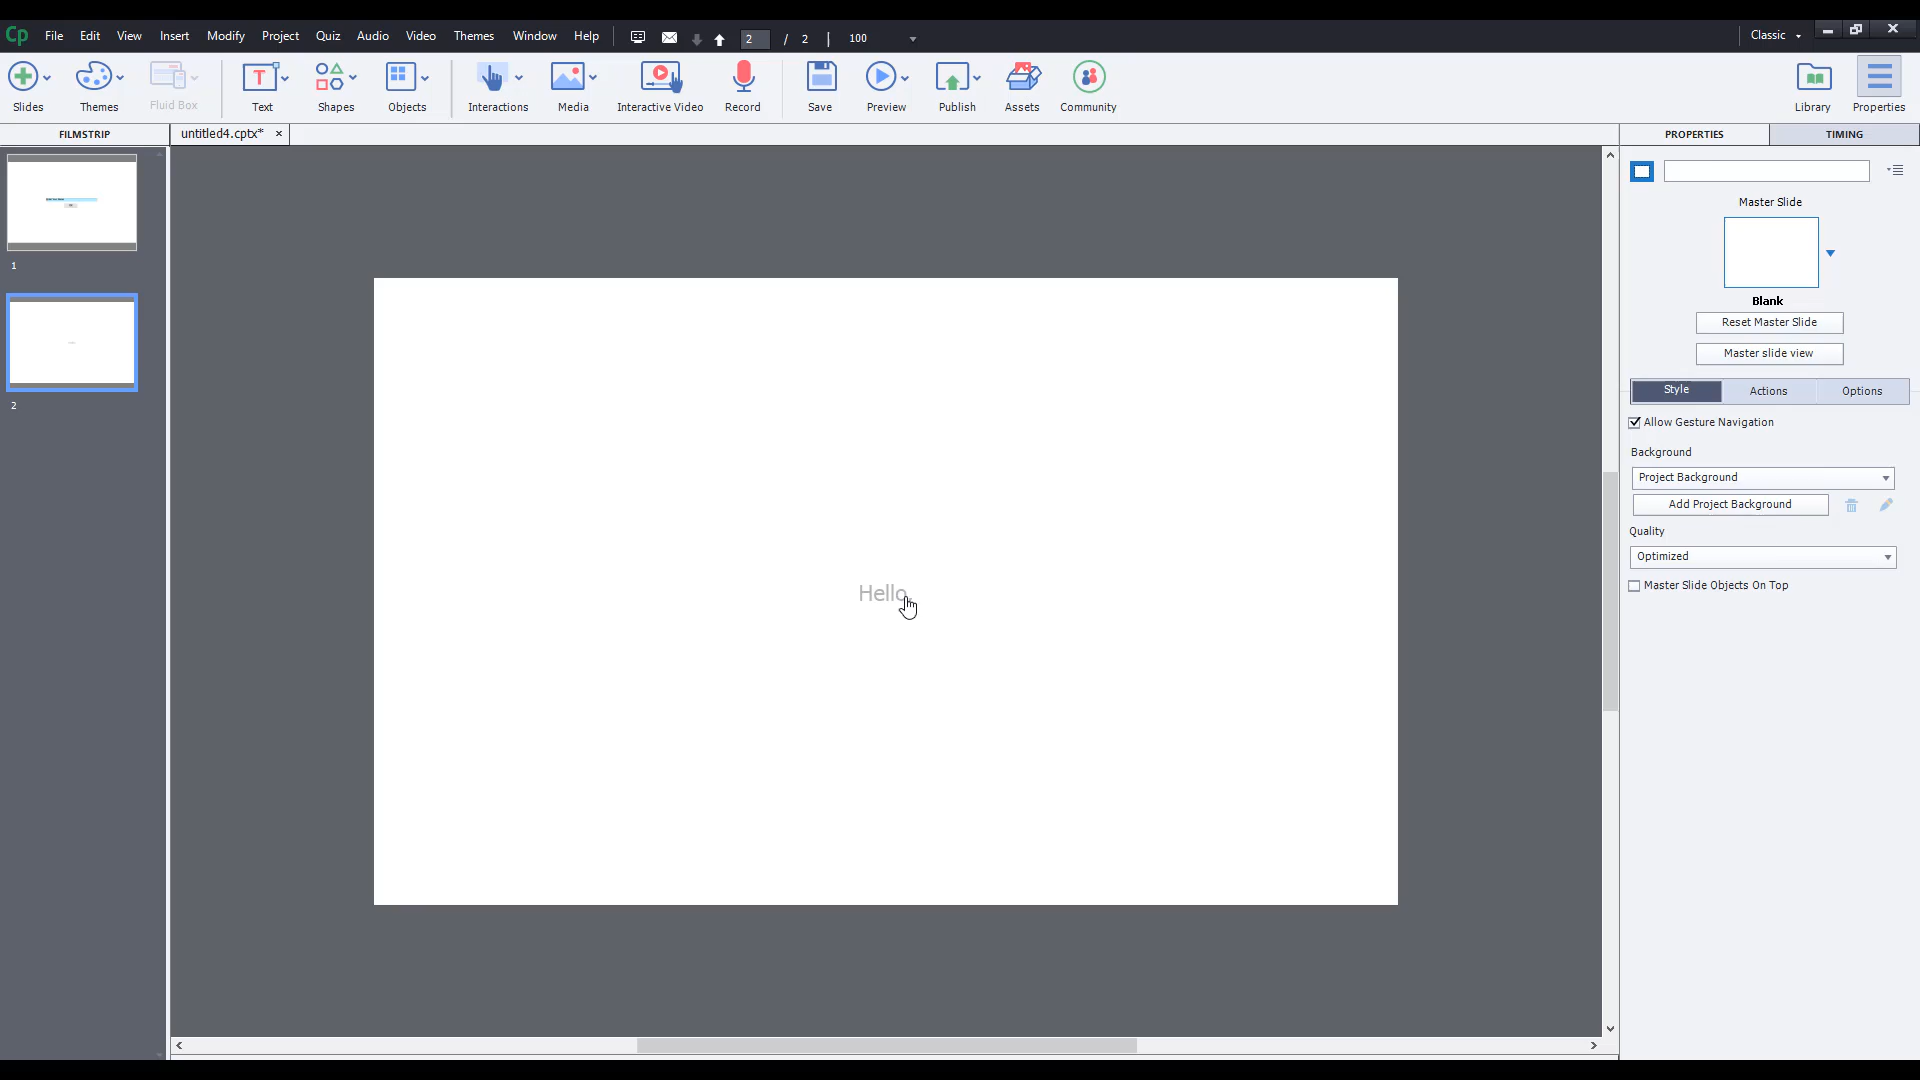 Cp File Edit View Insert Modify Project Quiz Audio Video Themes Window Help 2 / 2 | 100 Classic
Slides Themes Fluid Box Text Shapes Objects Interactions Media Interactive Video Record Save Preview Publish Assets Community Library Properties
FILMSTRIP untitled4.cptx* × PROPERTIES TIMING
1
2
Hello,
Master Slide
Blank
Reset Master Slide
Master slide view
Style Actions Options
Allow Gesture Navigation
Background
Project Background
Add Project Background
Quality
Optimized
Master Slide Objects On Top